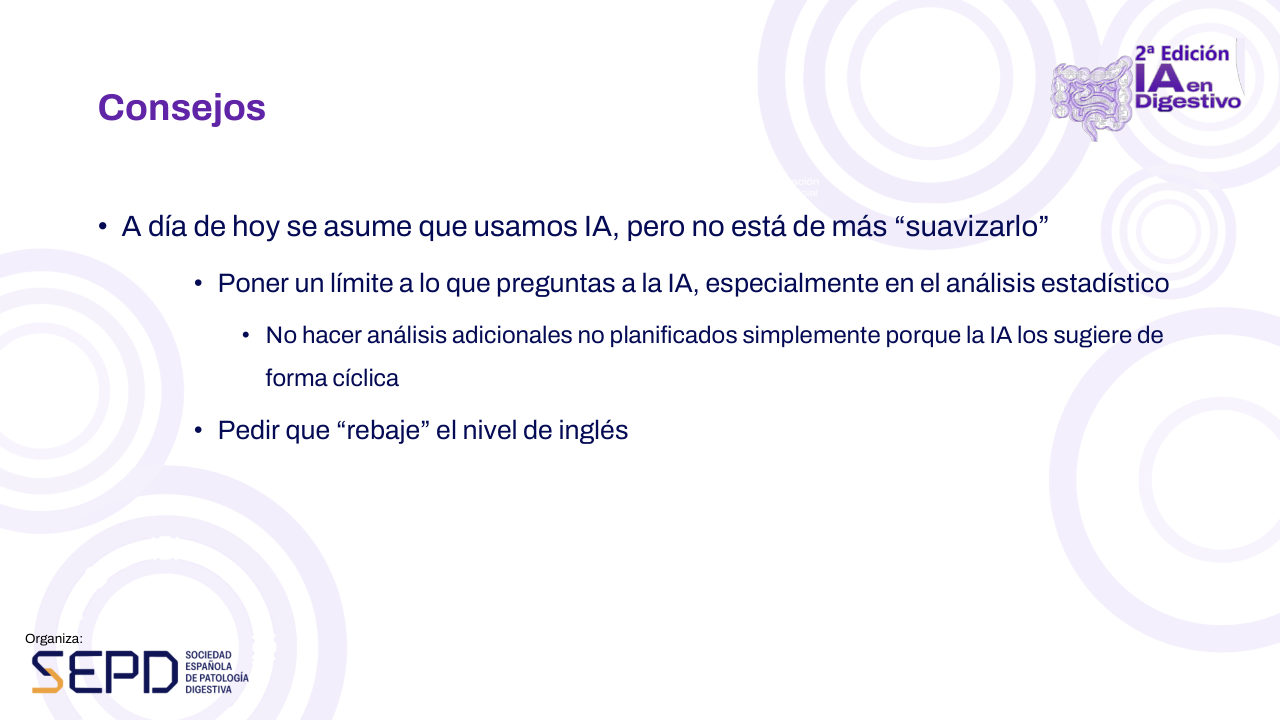 2ª Edición
IA en
Digestivo
Consejos
• A día de hoy se asume que usamos IA, pero no está de más “suavizarlo”
• Poner un límite a lo que preguntas a la IA, especialmente en el análisis estadístico
• No hacer análisis adicionales no planificados simplemente porque la IA los sugiere de
forma cíclica
• Pedir que “rebaje” el nivel de inglés
Organiza:
SEPD
SOCIEDAD
ESPAÑOLA
DE PATOLOGÍA
DIGESTIVA